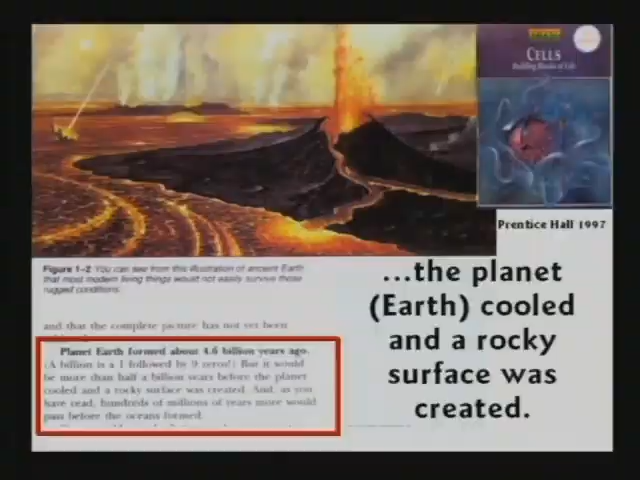 CELLS
Building Blocks of Life
Prentice Hall 1997
Figure 1-2 You can see from this illustration of ancient Earth
that most modern living things would not easily survive these
rugged conditions.
...the planet
(Earth) cooled
and a rocky
surface was
created.
and that the complete picture has not yet been
Planet Earth formed about 4.6 billion years ago.
(A billion is a 1 followed by 9 zeros!) But it would
be more than half a billion years before the planet
cooled and a rocky surface was created. And, as you
have read, hundreds of millions of years more would
pass before the oceans formed.